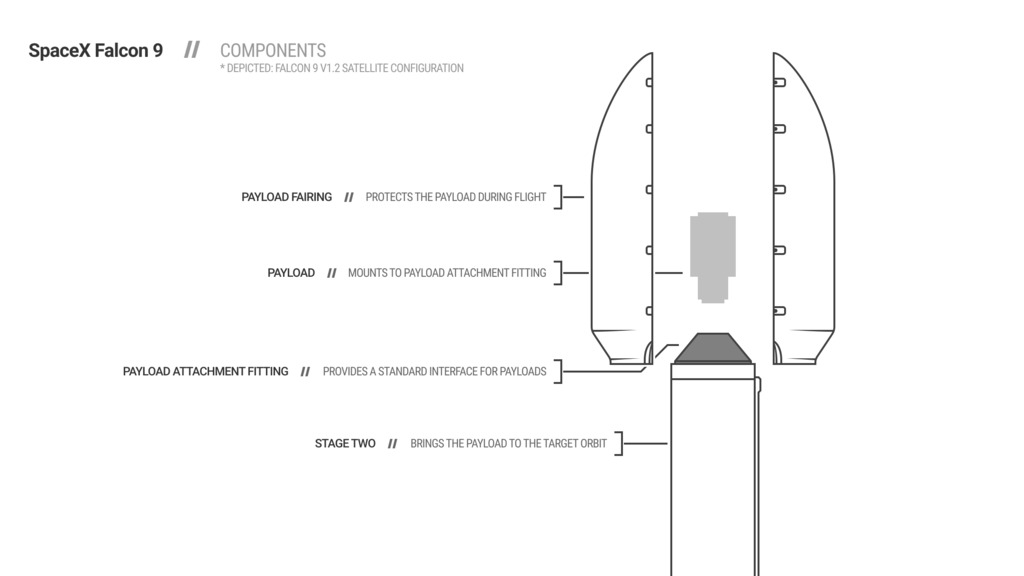 SpaceX Falcon 9 // COMPONENTS
* DEPICTED: FALCON 9 V1.2 SATELLITE CONFIGURATION
PAYLOAD FAIRING // PROTECTS THE PAYLOAD DURING FLIGHT
PAYLOAD // MOUNTS TO PAYLOAD ATTACHMENT FITTING
PAYLOAD ATTACHMENT FITTING // PROVIDES A STANDARD INTERFACE FOR PAYLOADS
STAGE TWO // BRINGS THE PAYLOAD TO THE TARGET ORBIT